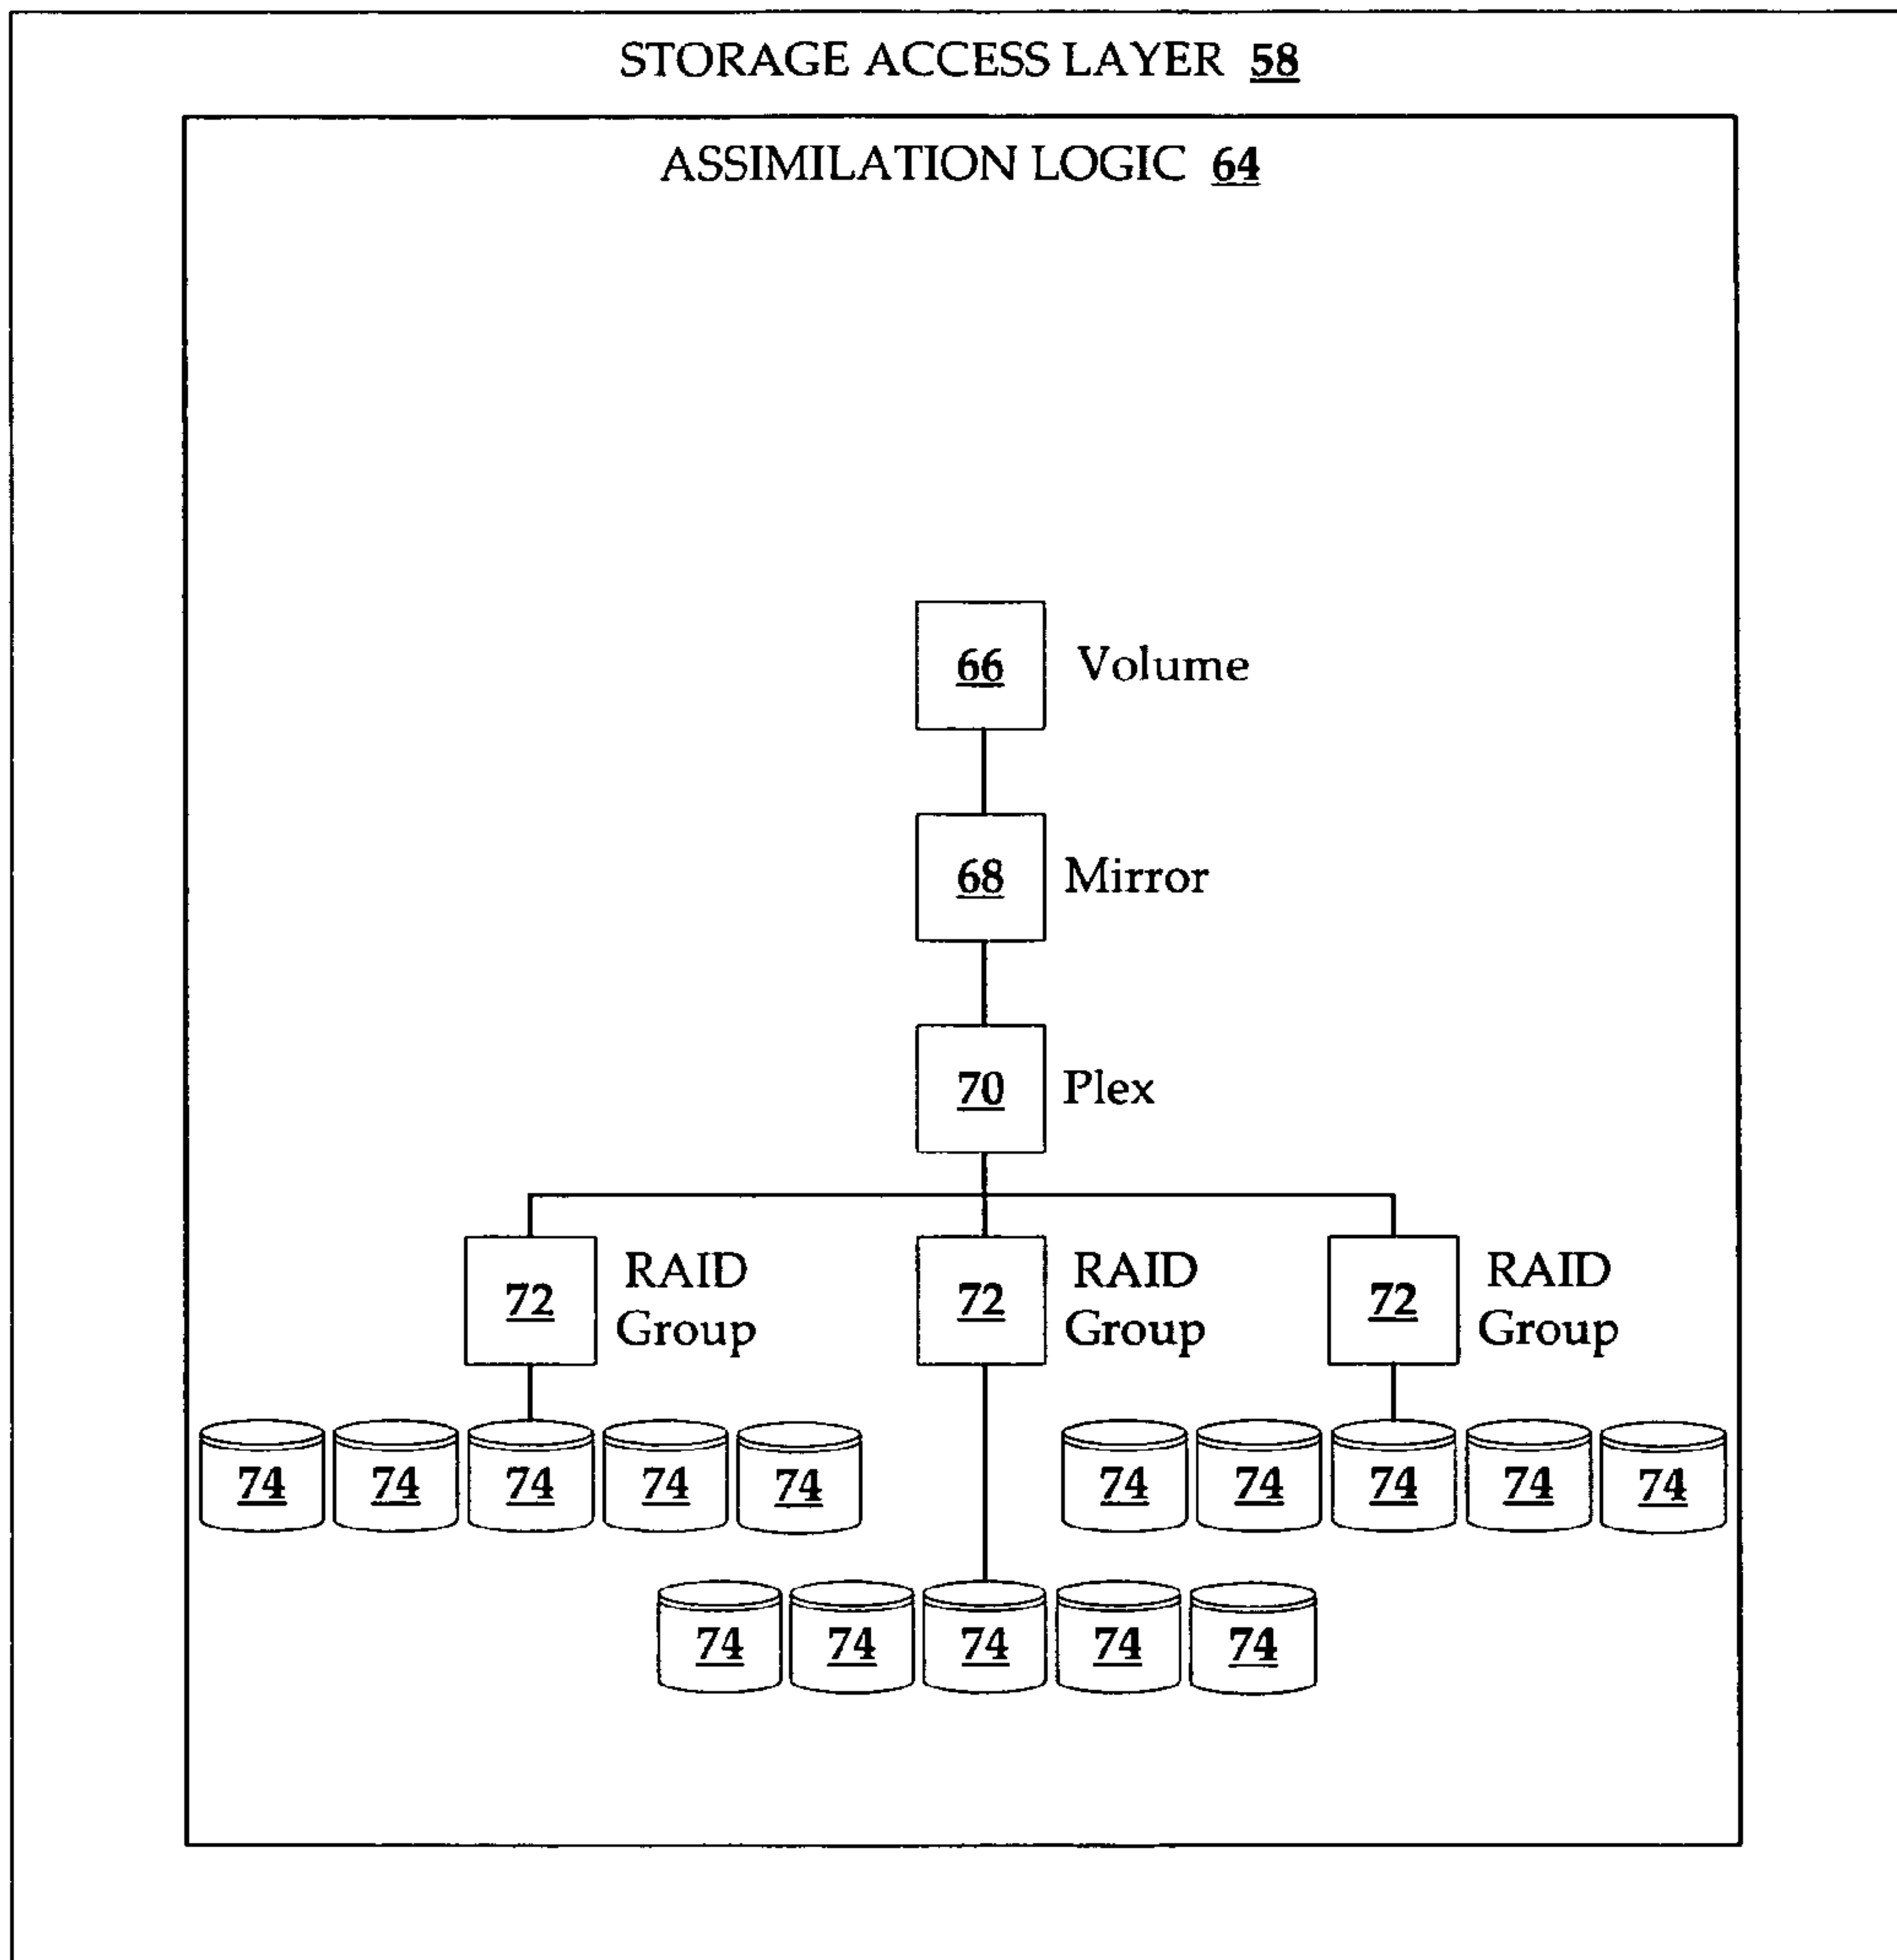 STORAGE ACCESS LAYER 58
ASSIMILATION LOGIC 64
66 Volume
68 Mirror
70 Plex
72 RAID Group
72 RAID Group
72 RAID Group
74 74 74 74 74
74 74 74 74 74
74 74 74 74 74